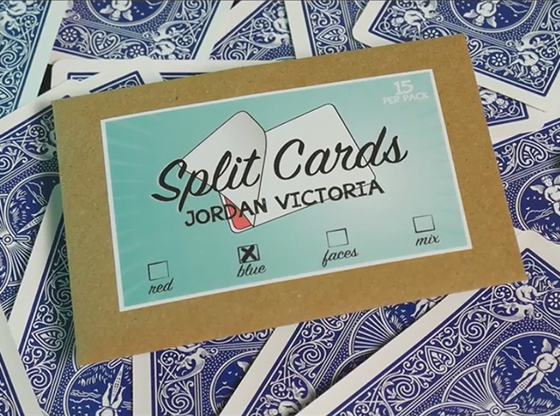 15
PER PACK
Split Cards
JORDAN VICTORIA
red
blue
faces
mix